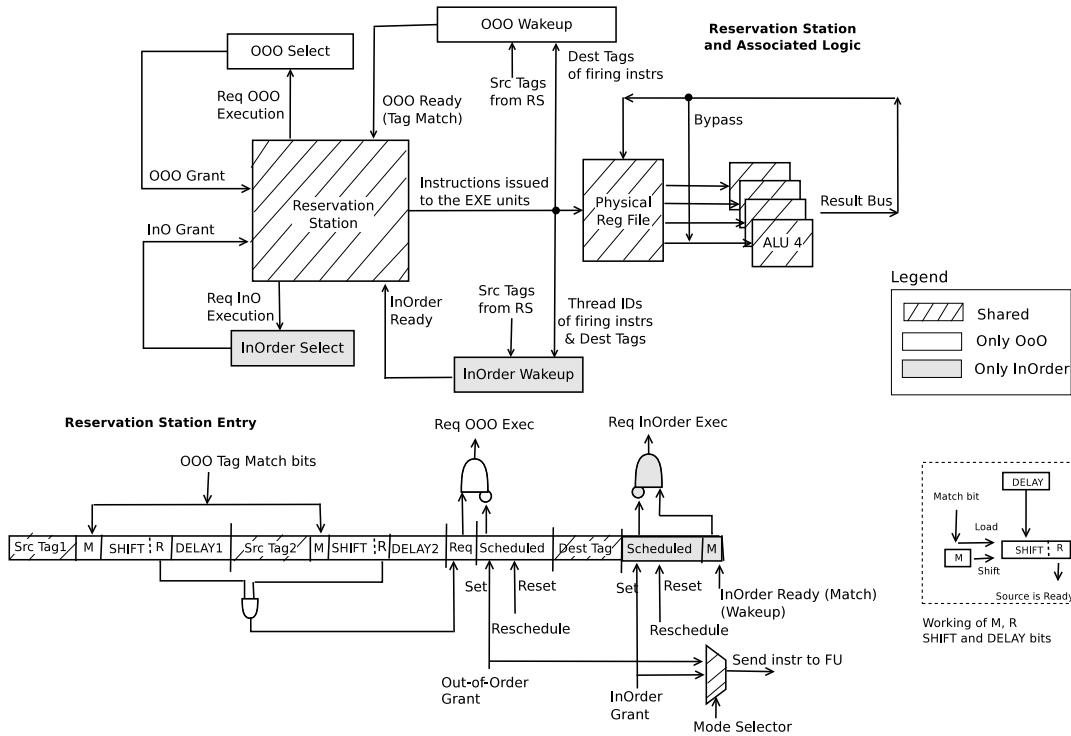 OOO Wakeup
Reservation Station
and Associated Logic
OOO Select
Dest Tags
of firing instrs
Src Tags
from RS
Req OOO
Execution
OOO Ready
(Tag Match)
Bypass
OOO Grant
Instructions issued
to the EXE units
Reservation
Station
Physical
Reg File
Result Bus
InO Grant
ALU 4
Legend
Req InO
Execution
InOrder
Ready
Src Tags
from RS
Thread IDs
of firing instrs
& Dest Tags
Shared
Only OoO
Only InOrder
InOrder Select
InOrder Wakeup
Reservation Station Entry
Req OOO Exec
Req InOrder Exec
OOO Tag Match bits
Src Tag1 M SHIFT R DELAY1 Src Tag2 M SHIFT R DELAY2 Req Scheduled Dest Tag Scheduled M
Set Reset Set Reset
InOrder Ready (Match)
(Wakeup)
Reschedule
Reschedule
Out-of-Order
Grant
InOrder
Grant
Send instr to FU
Mode Selector
DELAY
Match bit
Load
M
SHIFT R
Shift
Source is Ready
Working of M, R
SHIFT and DELAY bits